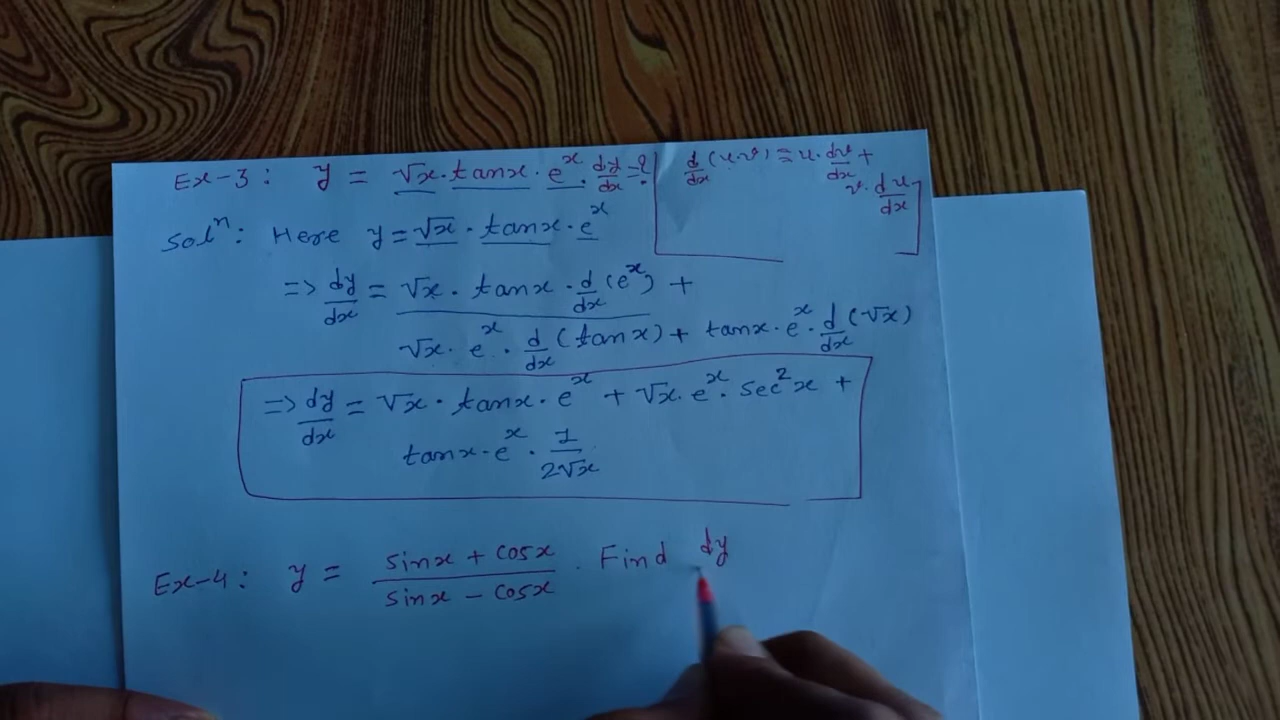 Ex-3: y = √x · tanx · e^x · dy/dx = ?
d/dx (u·v) = u · dv/dx +
v · du/dx
Solⁿ: Here y = √x · tanx · e^x
=> dy/dx = √x · tanx · d/dx (e^x) +
√x · e^x · d/dx (tanx) + tanx · e^x · d/dx (√x)
=> dy/dx = √x · tanx · e^x + √x · e^x · sec²x +
tanx · e^x · 1/2√x
Ex-4: y = sinx + cosx / sinx − cosx . Find dy